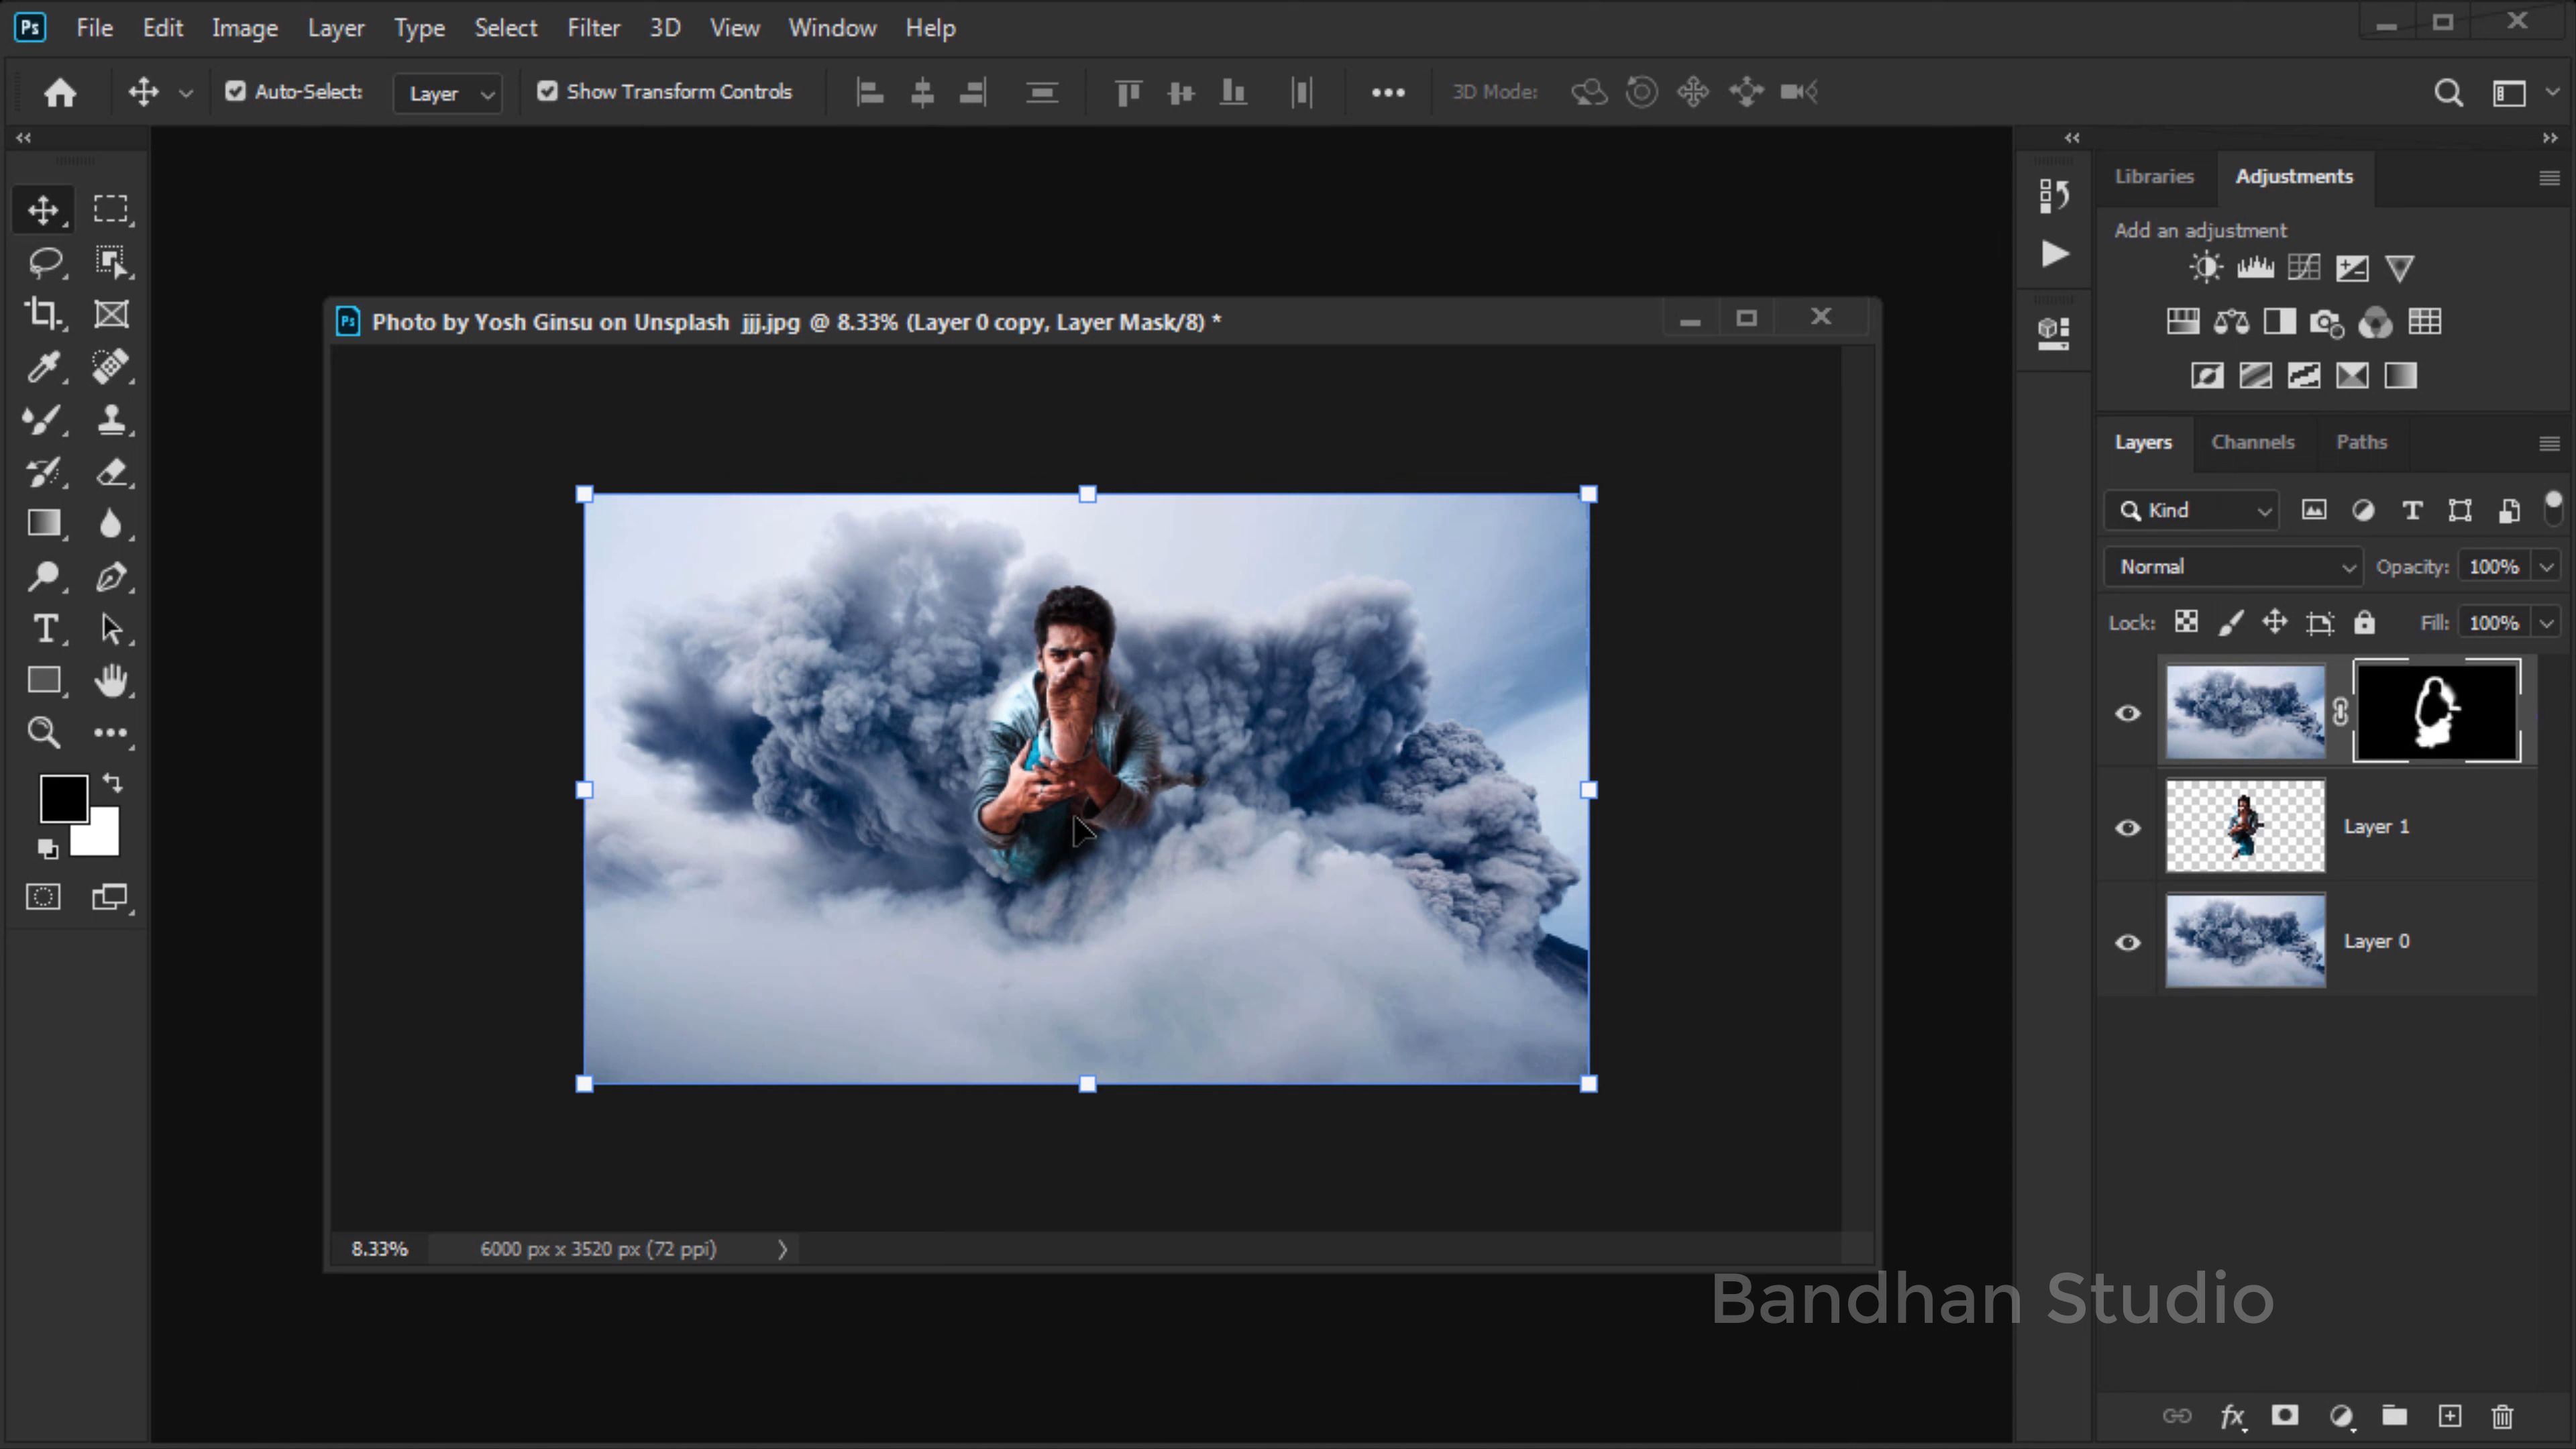 Ps File Edit Image Layer Type Select Filter 3D View Window Help
Auto-Select: Layer Show Transform Controls 3D Mode:
Libraries Adjustments
Add an adjustment
Ps Photo by Yosh Ginsu on Unsplash jjj.jpg @ 8.33% (Layer 0 copy, Layer Mask/8) *
Layers Channels Paths
Kind
Normal Opacity: 100%
Lock: Fill: 100%
Layer 1
Layer 0
8.33% 6000 px x 3520 px (72 ppi)
Bandhan Studio
fx